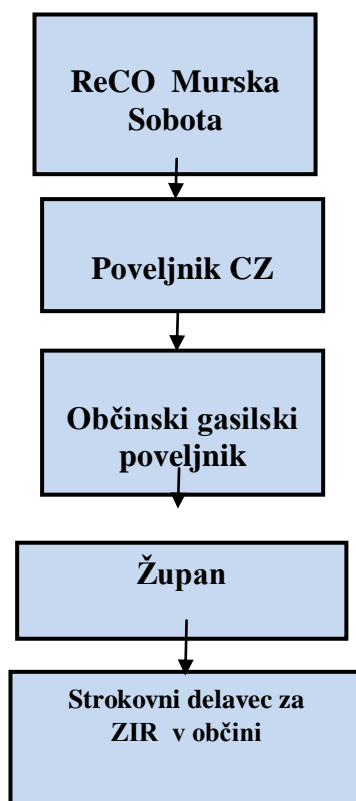 ReCO Murska
Sobota
Poveljnik CZ
Občinski gasilski
poveljnik
Župan
Strokovni delavec za
ZIR v občini